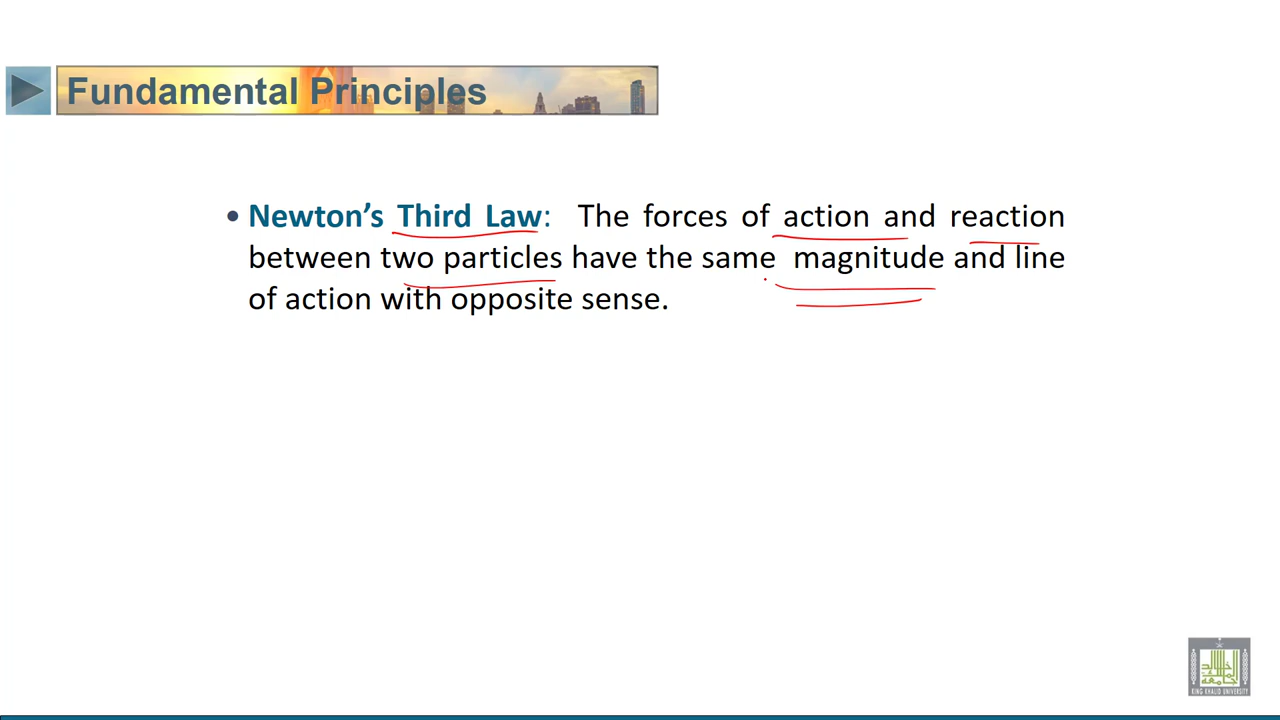 Fundamental Principles
• Newton’s Third Law: The forces of action and reaction
between two particles have the same magnitude and line
of action with opposite sense.
KING KHALID UNIVERSITY